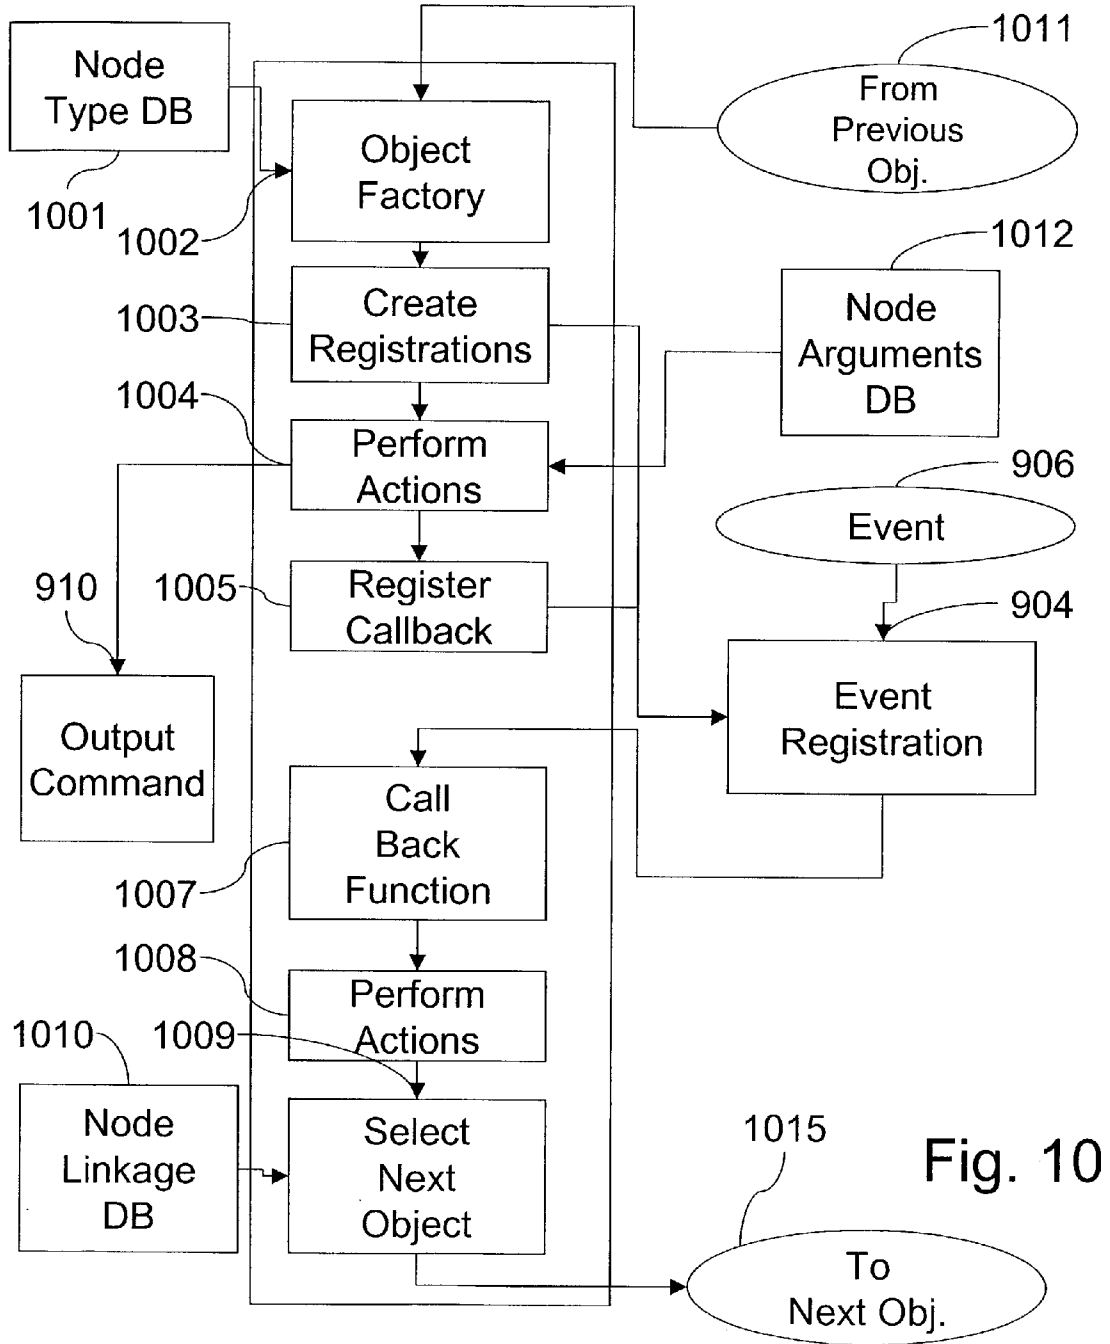 1011
Node
Type DB
From
Previous
Obj.
Object
Factory
1001
1002
1012
Create
Registrations
1003
Node
Arguments
DB
1004
Perform
Actions
906
Event
910
1005
Register
Callback
904
Output
Command
Event
Registration
Call
Back
Function
1007
1008
Perform
Actions
1010
1009
Node
Linkage
DB
Select
Next
Object
1015
Fig. 10
To
Next Obj.